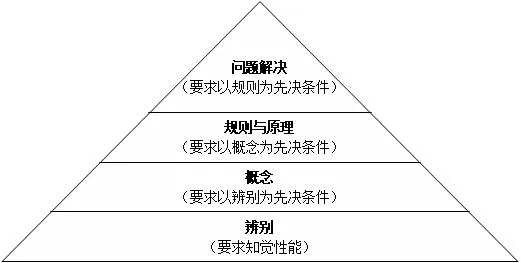 问题解决
（要求以规则为先决条件）
规则与原理
（要求以概念为先决条件）
概念
（要求以辨别为先决条件）
辨别
（要求知觉性能）